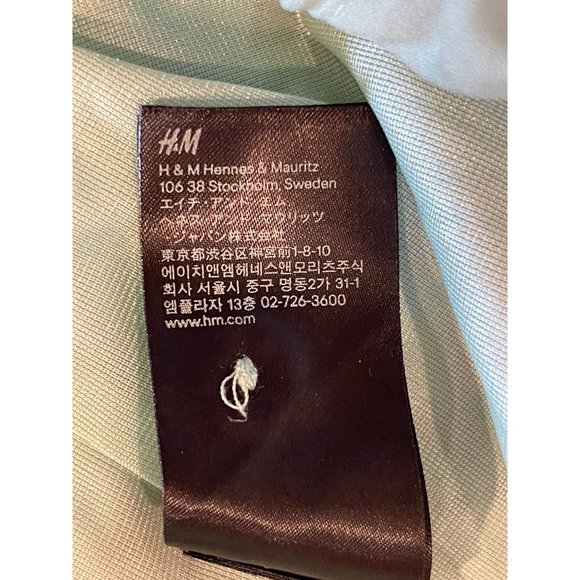 H&M
H & M Hennes & Mauritz
106 38 Stockholm, Sweden
エイチ・アンド・エム
ヘネス・アンド・マウリッツ
・ジャパン株式会社
東京都渋谷区神宮前1-8-10
에이치앤엠헤네스앤모리츠주식
회사 서울시 중구 명동2가 31-1
엠플라자 13층 02-726-3600
www.hm.com